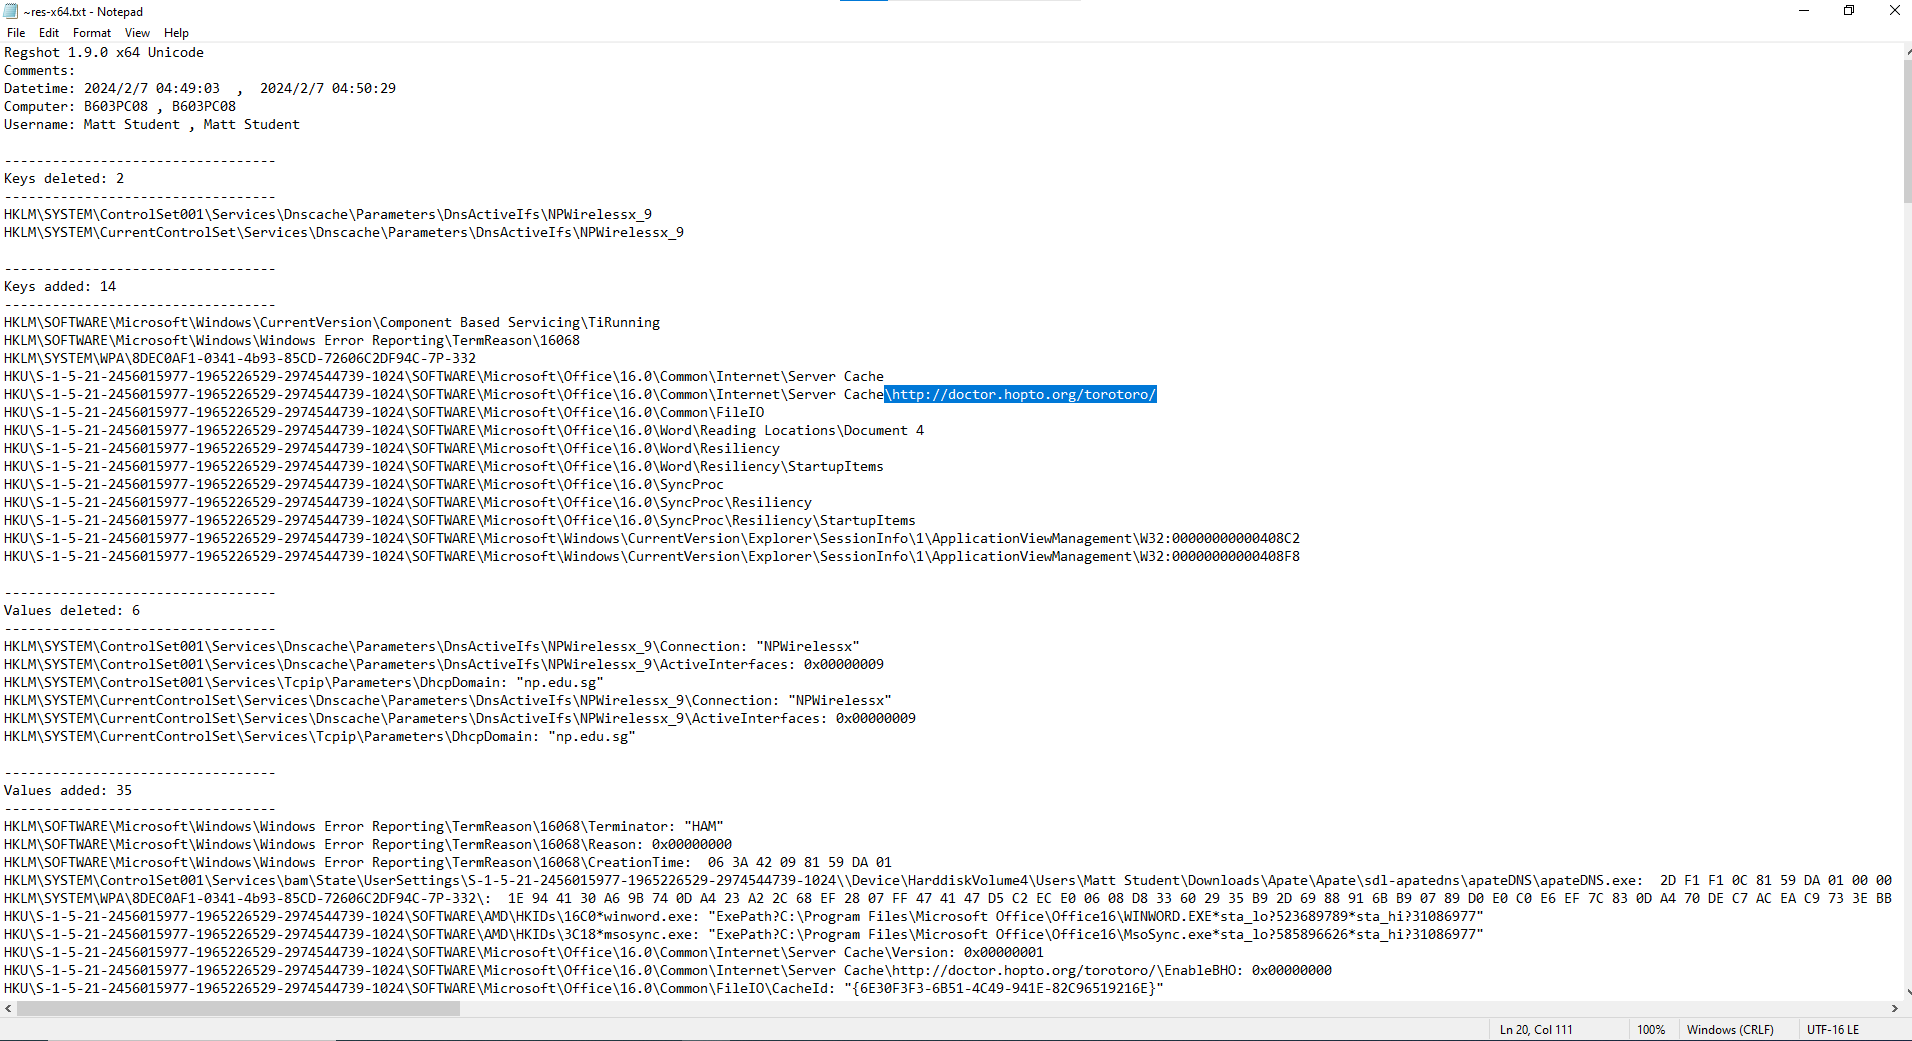 ~res-x64.txt - Notepad
File Edit Format View Help
Regshot 1.9.0 x64 Unicode
Comments:
Datetime: 2024/2/7 04:49:03  ,  2024/2/7 04:50:29
Computer: B603PC08 , B603PC08
Username: Matt Student , Matt Student
----------------------------------
Keys deleted: 2
----------------------------------
HKLM\SYSTEM\ControlSet001\Services\Dnscache\Parameters\DnsActiveIfs\NPWirelessx_9
HKLM\SYSTEM\CurrentControlSet\Services\Dnscache\Parameters\DnsActiveIfs\NPWirelessx_9
----------------------------------
Keys added: 14
----------------------------------
HKLM\SOFTWARE\Microsoft\Windows\CurrentVersion\Component Based Servicing\TiRunning
HKLM\SOFTWARE\Microsoft\Windows\Windows Error Reporting\TermReason\16068
HKLM\SYSTEM\WPA\8DEC0AF1-0341-4b93-85CD-72606C2DF94C-7P-332
HKU\S-1-5-21-2456015977-1965226529-2974544739-1024\SOFTWARE\Microsoft\Office\16.0\Common\Internet\Server Cache
HKU\S-1-5-21-2456015977-1965226529-2974544739-1024\SOFTWARE\Microsoft\Office\16.0\Common\Internet\Server Cache\http://doctor.hopto.org/torotoro/
HKU\S-1-5-21-2456015977-1965226529-2974544739-1024\SOFTWARE\Microsoft\Office\16.0\Common\FileIO
HKU\S-1-5-21-2456015977-1965226529-2974544739-1024\SOFTWARE\Microsoft\Office\16.0\Word\Reading Locations\Document 4
HKU\S-1-5-21-2456015977-1965226529-2974544739-1024\SOFTWARE\Microsoft\Office\16.0\Word\Resiliency
HKU\S-1-5-21-2456015977-1965226529-2974544739-1024\SOFTWARE\Microsoft\Office\16.0\Word\Resiliency\StartupItems
HKU\S-1-5-21-2456015977-1965226529-2974544739-1024\SOFTWARE\Microsoft\Office\16.0\SyncProc
HKU\S-1-5-21-2456015977-1965226529-2974544739-1024\SOFTWARE\Microsoft\Office\16.0\SyncProc\Resiliency
HKU\S-1-5-21-2456015977-1965226529-2974544739-1024\SOFTWARE\Microsoft\Office\16.0\SyncProc\Resiliency\StartupItems
HKU\S-1-5-21-2456015977-1965226529-2974544739-1024\SOFTWARE\Microsoft\Windows\CurrentVersion\Explorer\SessionInfo\1\ApplicationViewManagement\W32:00000000000408C2
HKU\S-1-5-21-2456015977-1965226529-2974544739-1024\SOFTWARE\Microsoft\Windows\CurrentVersion\Explorer\SessionInfo\1\ApplicationViewManagement\W32:00000000000408F8
----------------------------------
Values deleted: 6
----------------------------------
HKLM\SYSTEM\ControlSet001\Services\Dnscache\Parameters\DnsActiveIfs\NPWirelessx_9\Connection: "NPWirelessx"
HKLM\SYSTEM\ControlSet001\Services\Dnscache\Parameters\DnsActiveIfs\NPWirelessx_9\ActiveInterfaces: 0x00000009
HKLM\SYSTEM\ControlSet001\Services\Tcpip\Parameters\DhcpDomain: "np.edu.sg"
HKLM\SYSTEM\CurrentControlSet\Services\Dnscache\Parameters\DnsActiveIfs\NPWirelessx_9\Connection: "NPWirelessx"
HKLM\SYSTEM\CurrentControlSet\Services\Dnscache\Parameters\DnsActiveIfs\NPWirelessx_9\ActiveInterfaces: 0x00000009
HKLM\SYSTEM\CurrentControlSet\Services\Tcpip\Parameters\DhcpDomain: "np.edu.sg"
----------------------------------
Values added: 35
----------------------------------
HKLM\SOFTWARE\Microsoft\Windows\Windows Error Reporting\TermReason\16068\Terminator: "HAM"
HKLM\SOFTWARE\Microsoft\Windows\Windows Error Reporting\TermReason\16068\Reason: 0x00000000
HKLM\SOFTWARE\Microsoft\Windows\Windows Error Reporting\TermReason\16068\CreationTime:  06 3A 42 09 81 59 DA 01
HKLM\SYSTEM\ControlSet001\Services\bam\State\UserSettings\S-1-5-21-2456015977-1965226529-2974544739-1024\\Device\HarddiskVolume4\Users\Matt Student\Downloads\Apate\Apate\sdl-apatedns\apateDNS\apateDNS.exe:  2D F1 F1 0C 81 59 DA 01 00 00
HKLM\SYSTEM\WPA\8DEC0AF1-0341-4b93-85CD-72606C2DF94C-7P-332\:  1E 94 41 30 A6 9B 74 0D A4 23 A2 2C 68 EF 28 07 FF 47 41 47 D5 C2 EC E0 06 08 D8 33 60 29 35 B9 2D 69 88 91 6B B9 07 89 D0 E0 C0 E6 EF 7C 83 0D A4 70 DE C7 AC EA C9 73 3E BB
HKU\S-1-5-21-2456015977-1965226529-2974544739-1024\SOFTWARE\AMD\HKIDs\16C0*winword.exe: "ExePath?C:\Program Files\Microsoft Office\Office16\WINWORD.EXE*sta_lo?523689789*sta_hi?31086977"
HKU\S-1-5-21-2456015977-1965226529-2974544739-1024\SOFTWARE\AMD\HKIDs\3C18*msosync.exe: "ExePath?C:\Program Files\Microsoft Office\Office16\MsoSync.exe*sta_lo?585896626*sta_hi?31086977"
HKU\S-1-5-21-2456015977-1965226529-2974544739-1024\SOFTWARE\Microsoft\Office\16.0\Common\Internet\Server Cache\Version: 0x00000001
HKU\S-1-5-21-2456015977-1965226529-2974544739-1024\SOFTWARE\Microsoft\Office\16.0\Common\Internet\Server Cache\http://doctor.hopto.org/torotoro/\EnableBHO: 0x00000000
HKU\S-1-5-21-2456015977-1965226529-2974544739-1024\SOFTWARE\Microsoft\Office\16.0\Common\FileIO\CacheId: "{6E30F3F3-6B51-4C49-941E-82C96519216E}"
Ln 20, Col 111 100% Windows (CRLF) UTF-16 LE